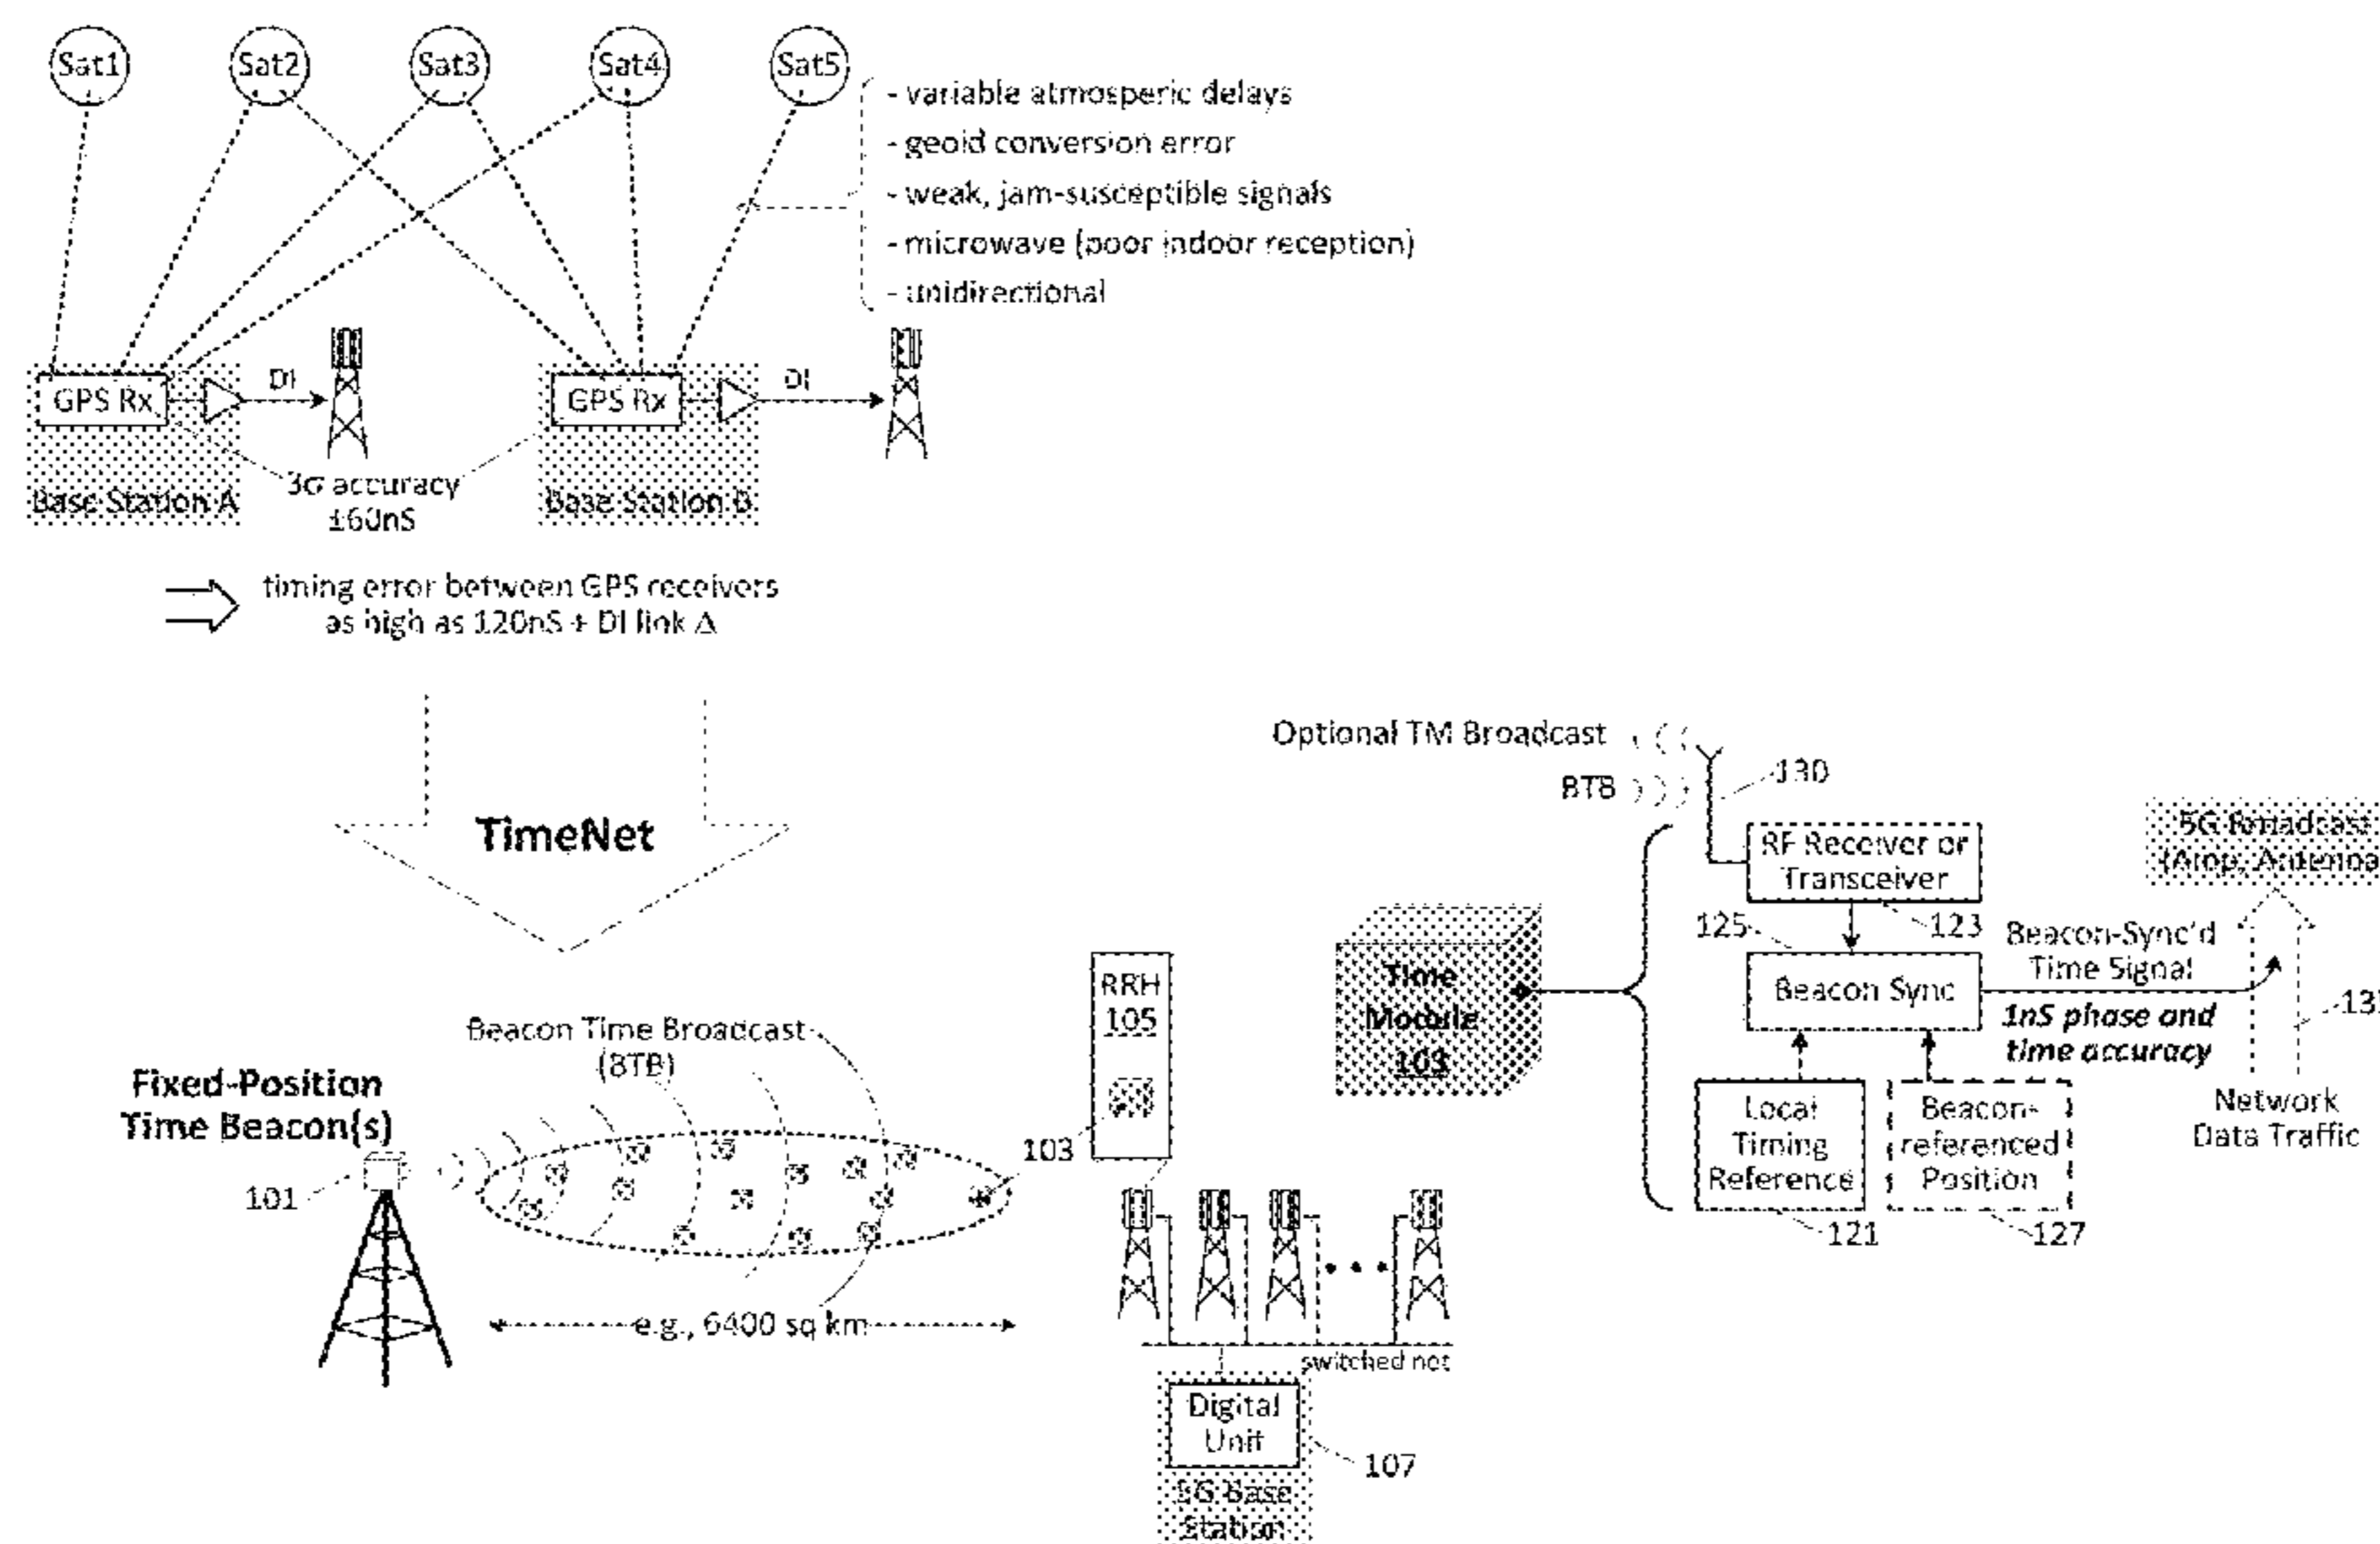 Sat1
Sat2
Sat3
Sat4
Sat5
- variable atmosperic delays
- geoid conversion error
- weak, jam-susceptible signals
- microwave (poor indoor reception)
- unidirectional
GPS Rx
DI
GPS Rx
DI
Base Station A
3σ accuracy
±60nS
Base Station B
timing error between GPS receivers
as high as 120nS + DI link Δ
TimeNet
Optional TM Broadcast
BTB
130
RF Receiver or
Transceiver
123
5G Broadcast
(Amp, Antenna
125
Beacon Sync
Beacon-Sync'd
Time Signal
1nS phase and
time accuracy
Network
Data Traffic
Local
Timing
Reference
121
Beacon-
referenced
Position
127
Time
Module
103
RRH
105
103
Beacon Time Broadcast
(BTB)
Fixed-Position
Time Beacon(s)
101
e.g., 6400 sq km
switched net
Digital
Unit
107
5G Base
Station